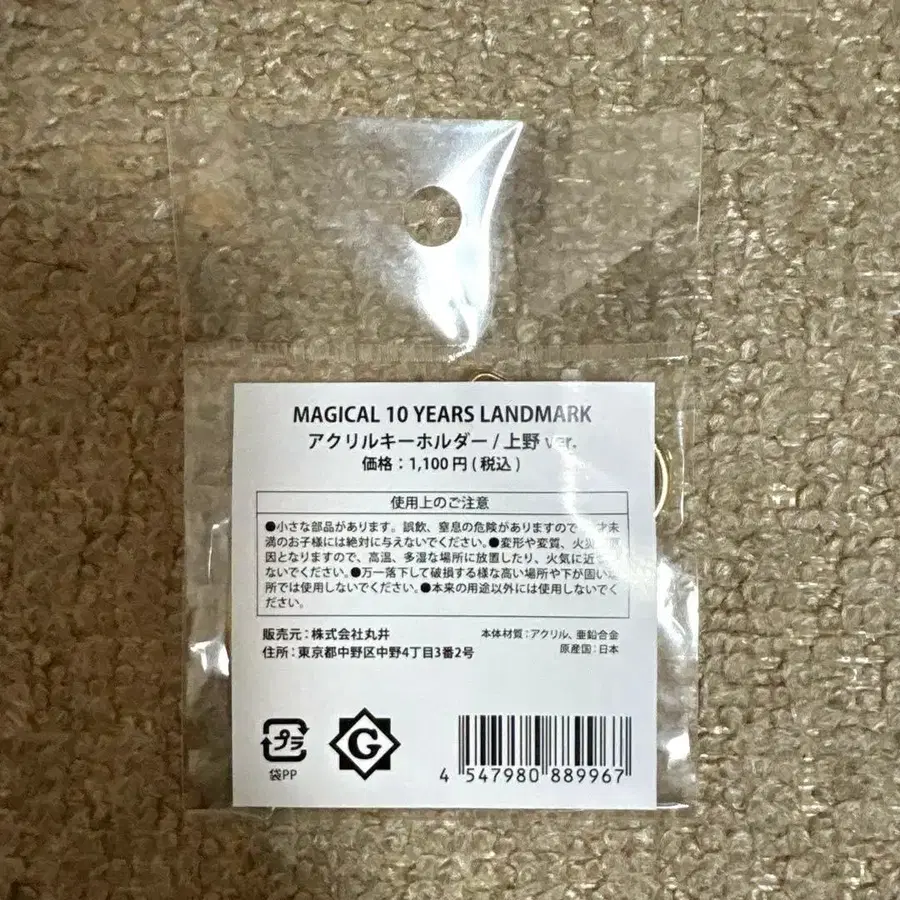 MAGICAL 10 YEARS LANDMARK
アクリルキーホルダー / 上野 ver.
価格：1,100円 ( 税込 )
使用上のご注意
●小さな部品があります。誤飲、窒息の危険がありますので 才未
満のお子様には絶対に与えないでください。●変形や変質、火災 原
因となりますので、高温、多湿な場所に放置したり、火気に近
ないでください。●万一落下して破損する様な高い場所や下が固い
所では使用しないでください。●本来の用途以外には使用しないでく
ださい。
販売元：株式会社丸井
住所：東京都中野区中野4丁目3番2号
本体材質：アクリル、亜鉛合金
原産国：日本
プラ
袋PP
G
4 547980 889967